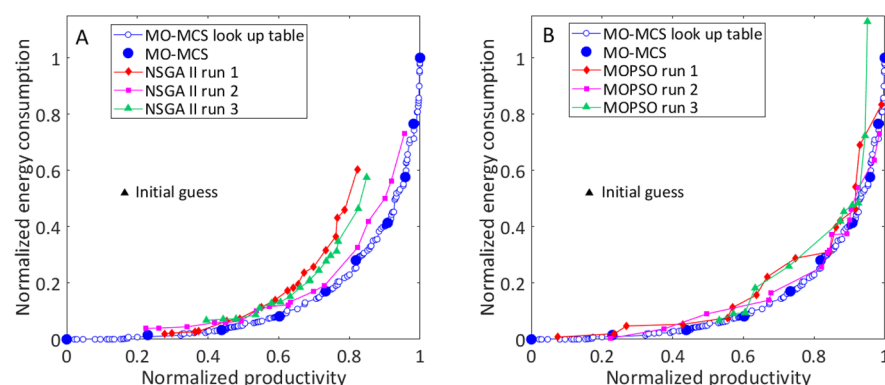 A
MO-MCS look up table
MO-MCS
NSGA II run 1
NSGA II run 2
NSGA II run 3
Initial guess
Normalized energy consumption
1
0.8
0.6
0.4
0.2
0
0 0.2 0.4 0.6 0.8 1
Normalized productivity
B
MO-MCS look up table
MO-MCS
MOPSO run 1
MOPSO run 2
MOPSO run 3
Initial guess
Normalized energy consumption
1
0.8
0.6
0.4
0.2
0
0 0.2 0.4 0.6 0.8 1
Normalized productivity